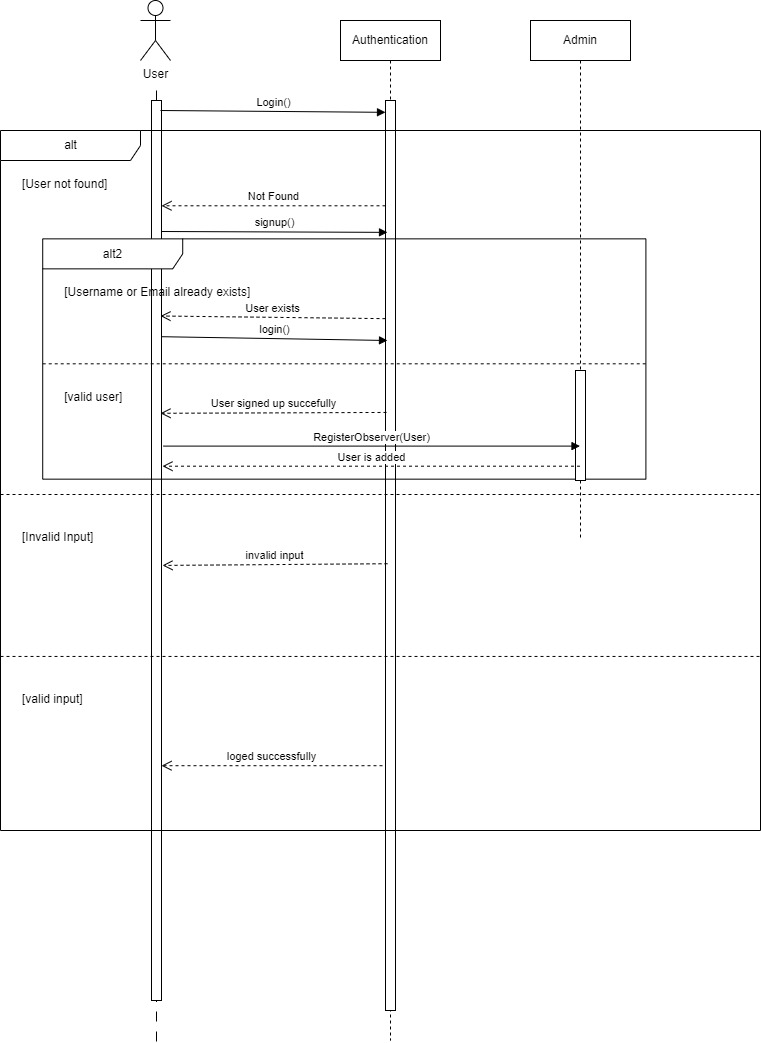 User
Authentication
Admin
Login()
alt
[User not found]
Not Found
signup()
alt2
[Username or Email already exists]
User exists
login()
[valid user]
User signed up succefully
RegisterObserver(User)
User is added
[Invalid Input]
invalid input
[valid input]
loged successfully